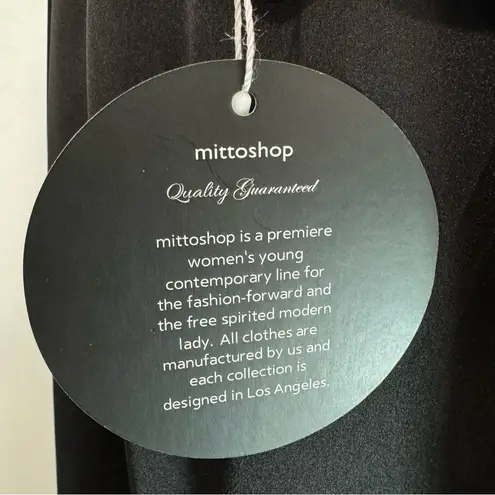 mittoshop
Quality Guaranteed
mittoshop is a premiere
women's young
contemporary line for
the fashion-forward and
the free spirited modern
lady. All clothes are
manufactured by us and
each collection is
designed in Los Angeles.